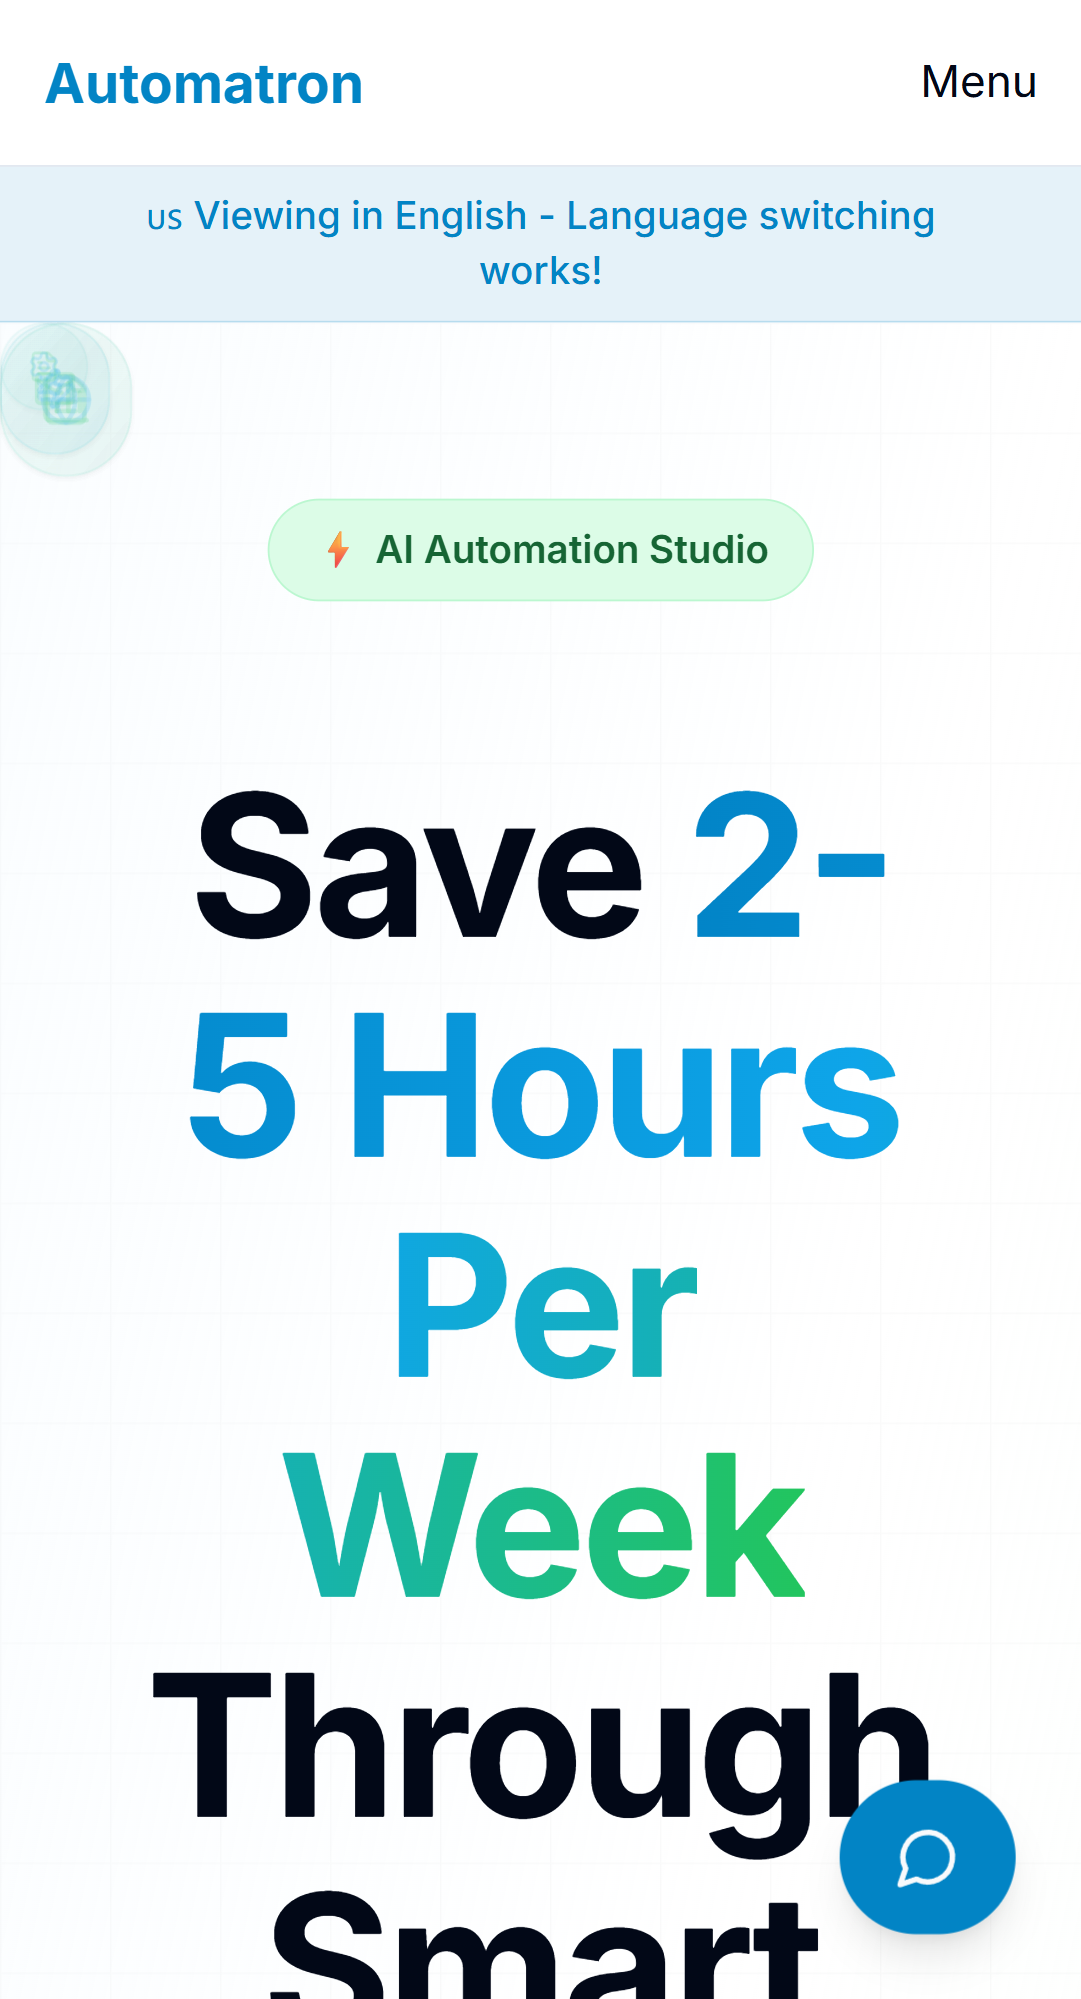 Automatron
Menu
US Viewing in English - Language switching
works!
⚡ AI Automation Studio
Save 2-
5 Hours
Per
Week
Through
Smart